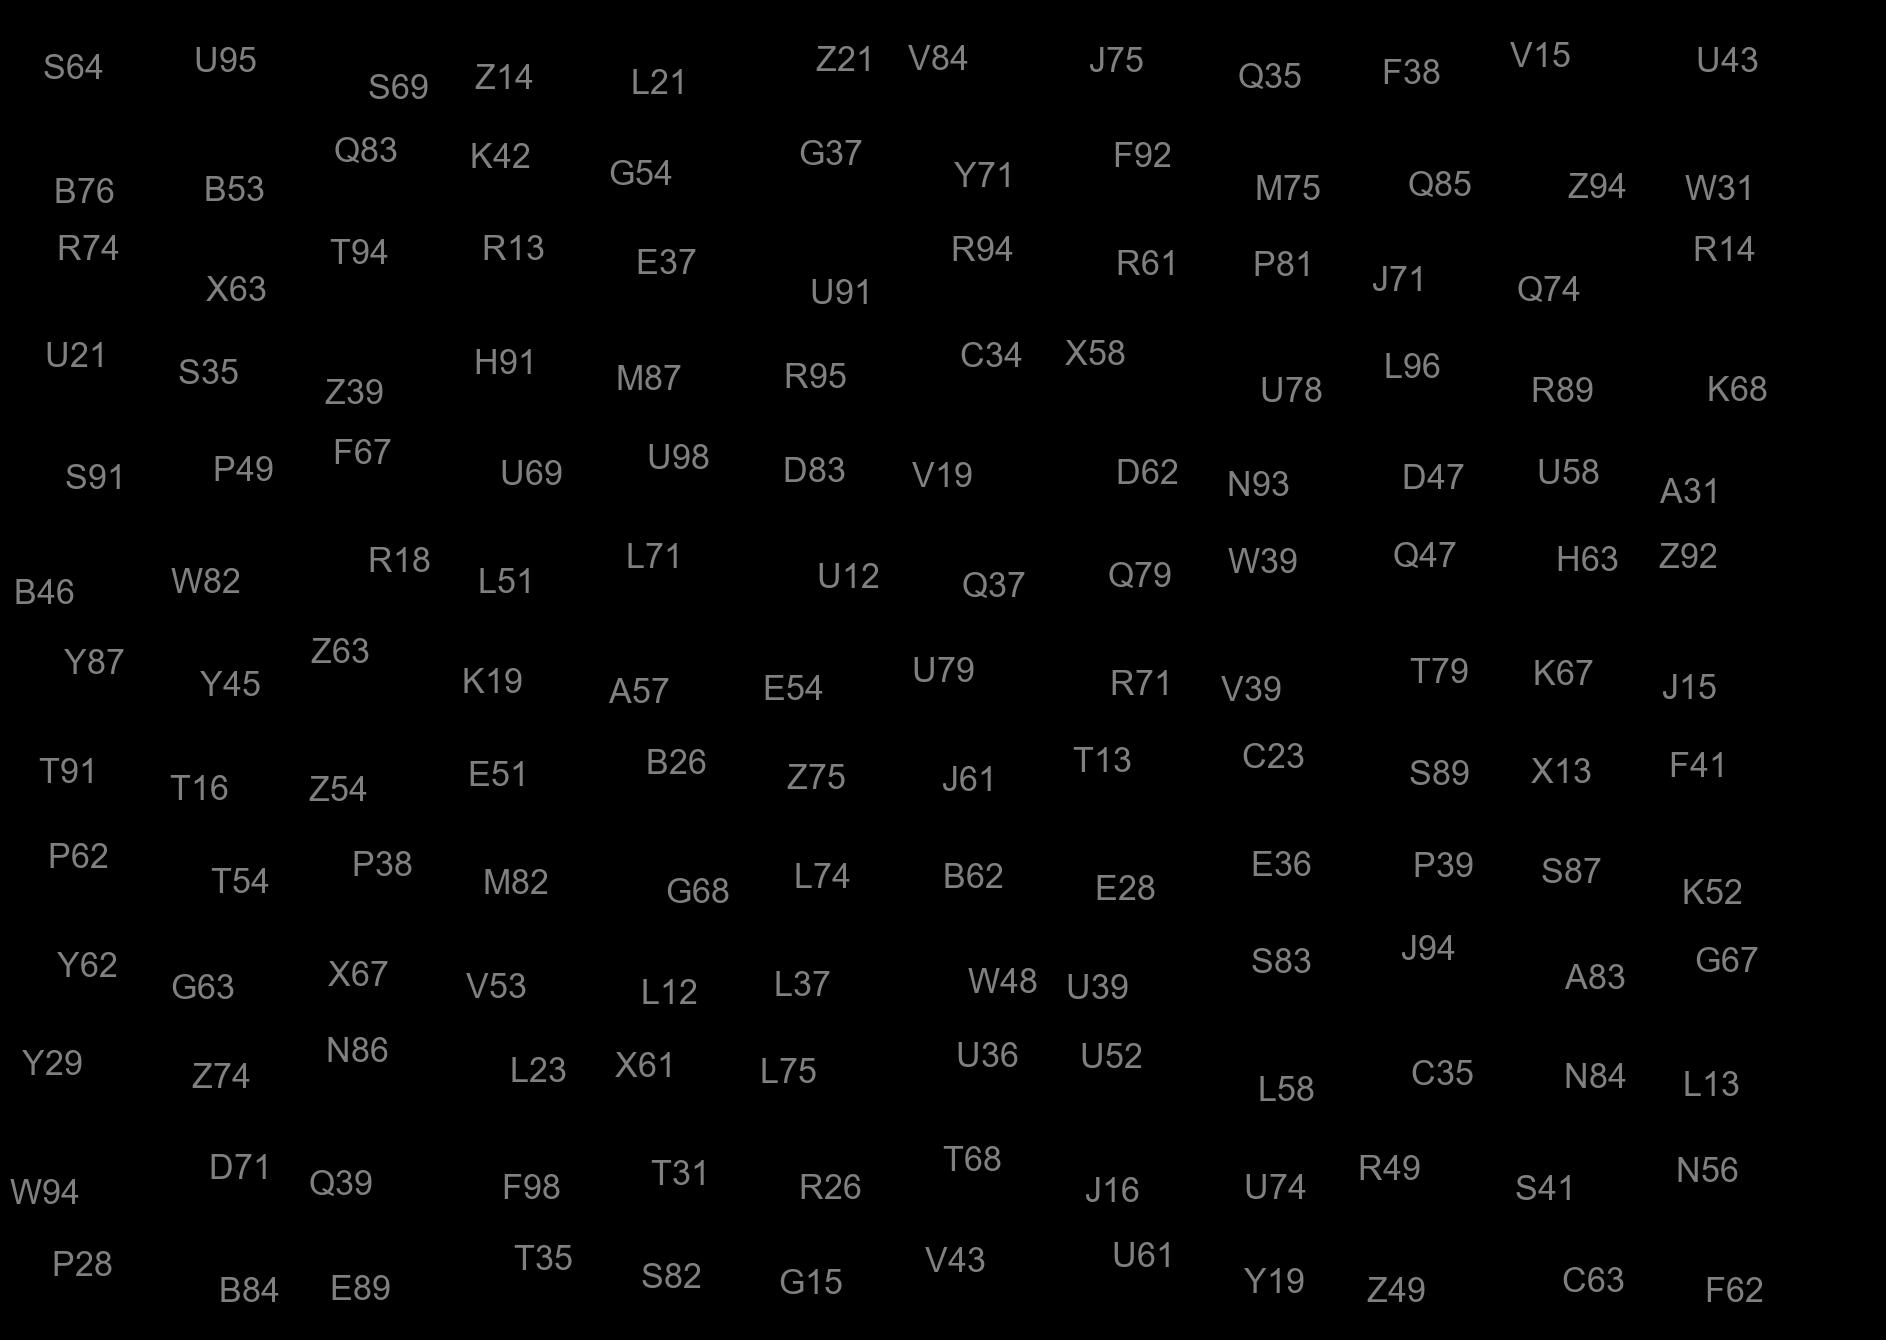 S64 U95 S69 Z14 L21 Z21 V84 J75 Q35 F38 V15 U43
B76 B53 Q83 K42 G54 G37 Y71 F92 M75 Q85 Z94 W31
R74 X63 T94 R13 E37 U91 R94 R61 P81 J71 Q74 R14
U21 S35 Z39 H91 M87 R95 C34 X58 U78 L96 R89 K68
S91 P49 F67 U69 U98 D83 V19 D62 N93 D47 U58 A31
B46 W82 R18 L51 L71 U12 Q37 Q79 W39 Q47 H63 Z92
Y87 Y45 Z63 K19 A57 E54 U79 R71 V39 T79 K67 J15
T91 T16 Z54 E51 B26 Z75 J61 T13 C23 S89 X13 F41
P62 T54 P38 M82 G68 L74 B62 E28 E36 P39 S87 K52
Y62 G63 X67 V53 L12 L37 W48 U39 S83 J94 A83 G67
Y29 Z74 N86 L23 X61 L75 U36 U52 L58 C35 N84 L13
W94 D71 Q39 F98 T31 R26 T68 J16 U74 R49 S41 N56
P28 B84 E89 T35 S82 G15 V43 U61 Y19 Z49 C63 F62